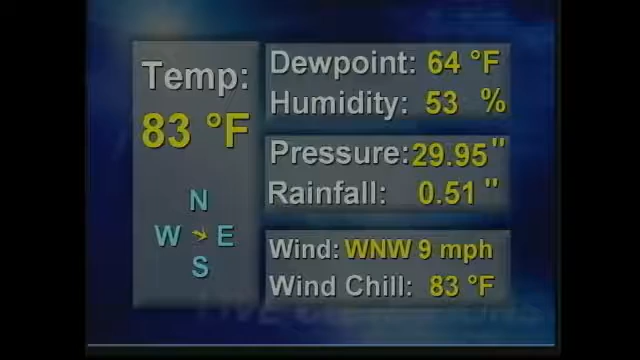 Temp:
83 °F
N
W E
S
Dewpoint: 64 °F
Humidity: 53 %
Pressure: 29.95"
Rainfall: 0.51"
Wind: WNW 9 mph
Wind Chill: 83 °F